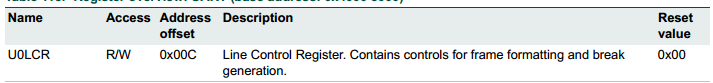 Name Access Address offset Description Reset value
U0LCR R/W 0x00C Line Control Register. Contains controls for frame formatting and break generation. 0x00